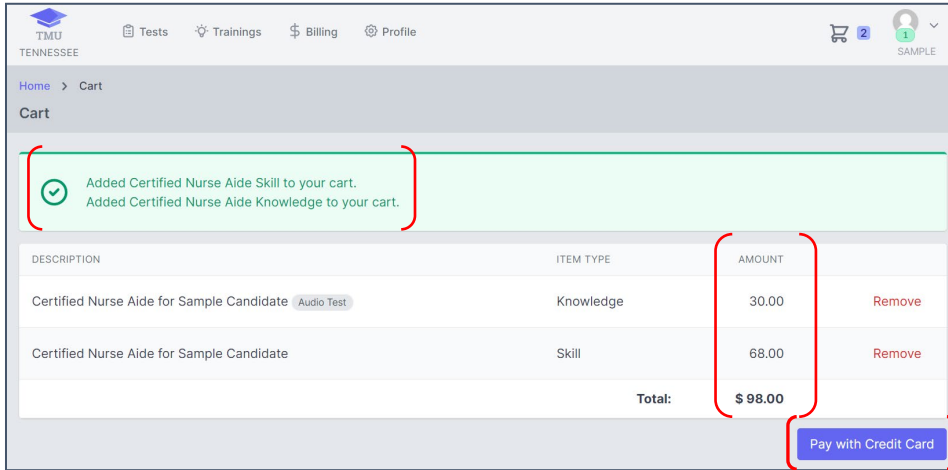 TMU
TENNESSEE
Tests Trainings Billing Profile
2
1
SAMPLE
Home > Cart
Cart
Added Certified Nurse Aide Skill to your cart.
Added Certified Nurse Aide Knowledge to your cart.
DESCRIPTION ITEM TYPE AMOUNT
Certified Nurse Aide for Sample Candidate Audio Test Knowledge 30.00 Remove
Certified Nurse Aide for Sample Candidate Skill 68.00 Remove
Total: $ 98.00
Pay with Credit Card